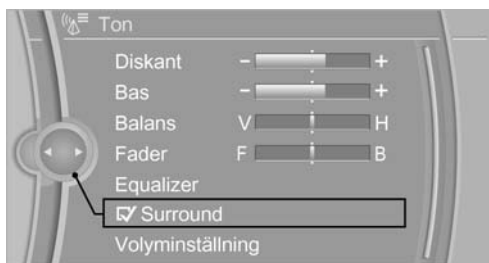 Ton
Diskant - +
Bas - +
Balans V H
Fader F B
Equalizer
Surround
Volyminställning